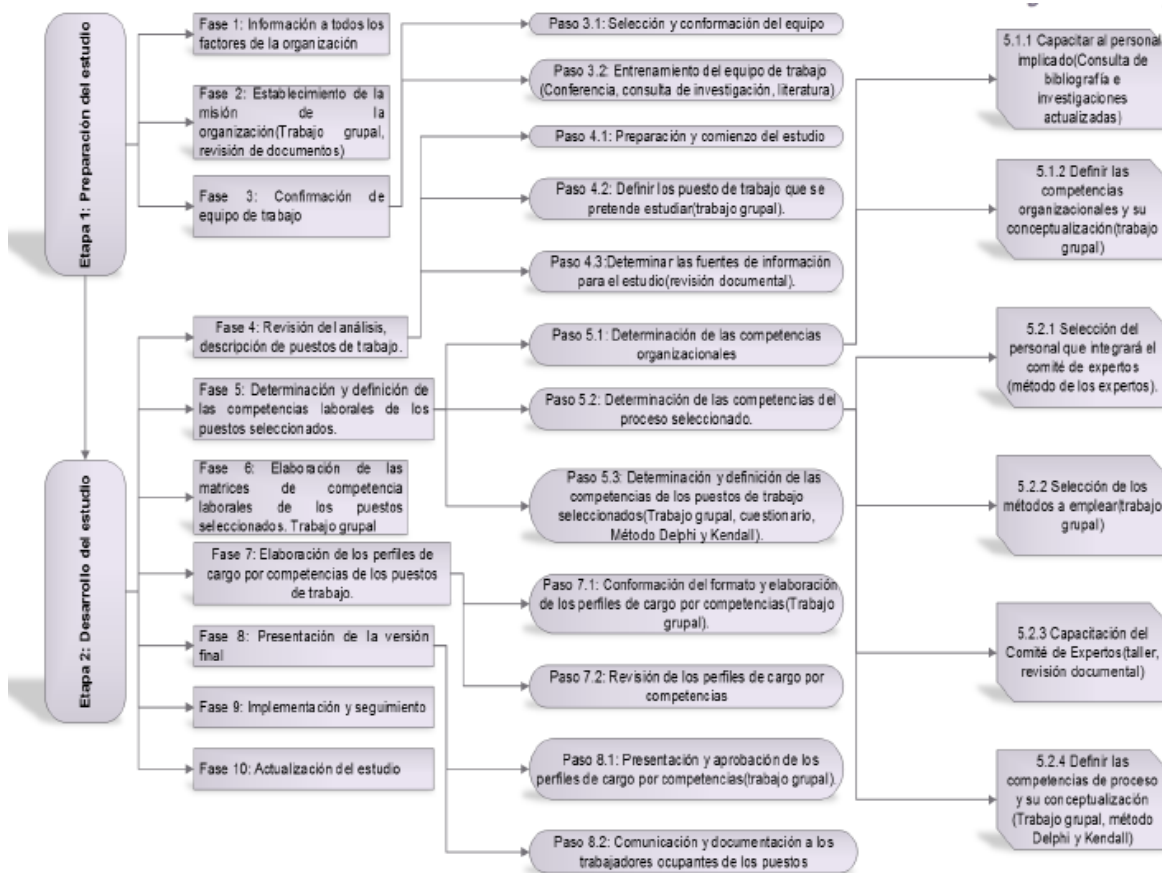 Etapa 1: Preparación del estudio
Fase 1: Información a todos los
factores de la organización
Fase 2: Establecimiento de la
misión de la
organización(Trabajo grupal,
revisión de documentos)
Fase 3: Confirmación de
equipo de trabajo
Etapa 2: Desarrollo del estudio
Fase 4: Revisión del análisis,
descripción de puestos de trabajo.
Fase 5: Determinación y definición de
las competencias laborales de los
puestos seleccionados.
Fase 6: Elaboración de las
matrices de competencia
laborales de los puestos
seleccionados. Trabajo grupal
Fase 7: Elaboración de los perfiles de
cargo por competencias de los puestos
de trabajo.
Fase 8: Presentación de la versión
final
Fase 9: Implementación y seguimiento
Fase 10: Actualización del estudio
Paso 3.1: Selección y conformación del equipo
Paso 3.2: Entrenamiento del equipo de trabajo
(Conferencia, consulta de investigación, literatura)
Paso 4.1: Preparación y comienzo del estudio
Paso 4.2: Definir los puesto de trabajo que se
pretende estudiar(trabajo grupal).
Paso 4.3:Determinar las fuentes de información
para el estudio(revisión documental).
Paso 5.1: Determinación de las competencias
organizacionales
Paso 5.2: Determinación de las competencias del
proceso seleccionado.
Paso 5.3: Determinación y definición de las
competencias de los puestos de trabajo
seleccionados(Trabajo grupal, cuestionario,
Método Delphi y Kendall).
Paso 7.1: Conformación del formato y elaboración
de los perfiles de cargo por competencias(Trabajo
grupal).
Paso 7.2: Revisión de los perfiles de cargo por
competencias
Paso 8.1: Presentación y aprobación de los
perfiles de cargo por competencias(trabajo grupal).
Paso 8.2: Comunicación y documentación a los
trabajadores ocupantes de los puestos
5.1.1 Capacitar al personal
implicado(Consulta de
bibliografía e
investigaciones
actualizadas)
5.1.2 Definir las
competencias
organizacionales y su
conceptualización(trabajo
grupal)
5.2.1 Selección del
personal que integrará el
comité de expertos
(método de los expertos).
5.2.2 Selección de los
métodos a emplear(trabajo
grupal)
5.2.3 Capacitación del
Comité de Expertos(taller,
revisión documental)
5.2.4 Definir las
competencias de proceso
y su conceptualización
(Trabajo grupal, método
Delphi y Kendall)